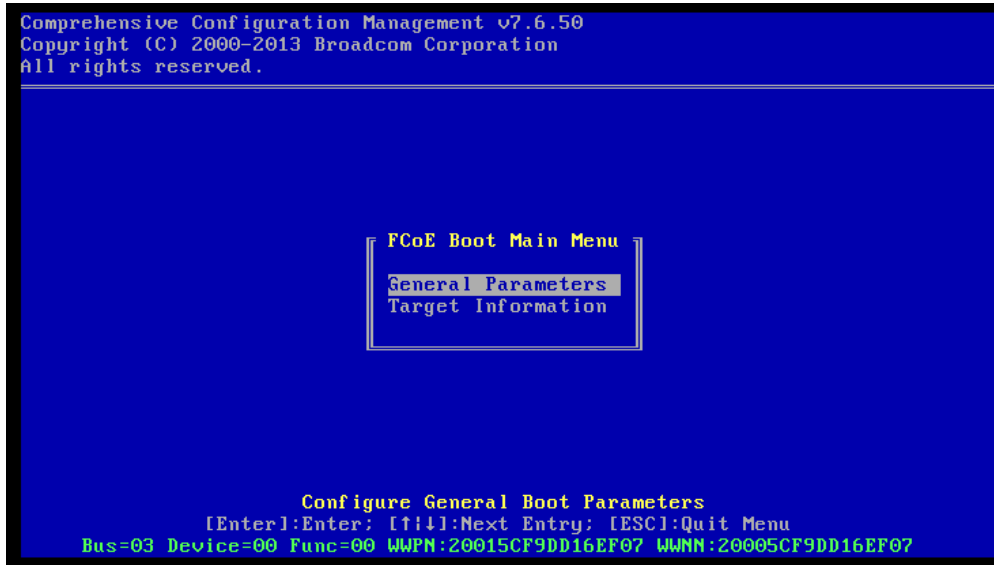 Comprehensive Configuration Management v7.6.50
Copyright (C) 2000-2013 Broadcom Corporation
All rights reserved.
FCoE Boot Main Menu
General Parameters
Target Information
Configure General Boot Parameters
[Enter]:Enter; [↑¦↓]:Next Entry; [ESC]:Quit Menu
Bus=03 Device=00 Func=00 WWPN:20015CF9DD16EF07 WWNN:20005CF9DD16EF07